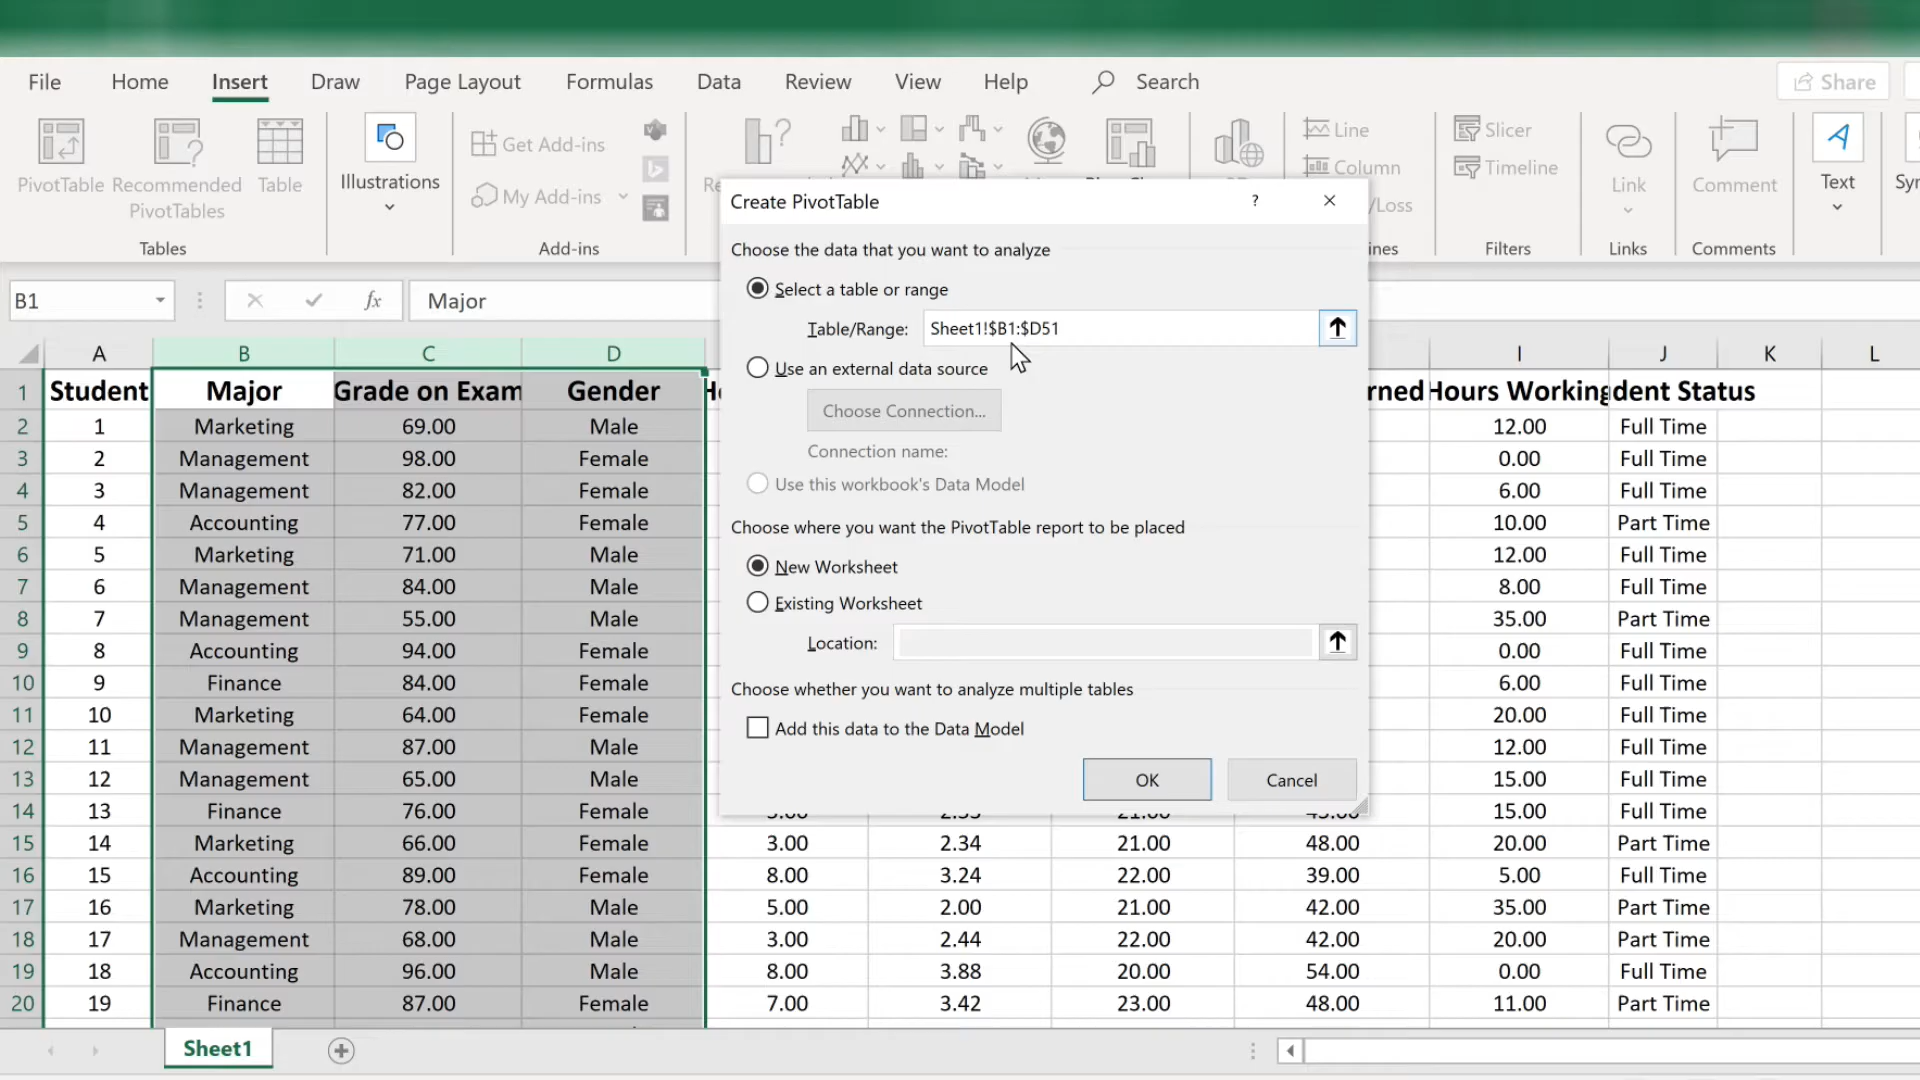 File Home Insert Draw Page Layout Formulas Data Review View Help Search Share
PivotTable Recommended PivotTables Table Illustrations Get Add-ins My Add-ins
Tables Add-ins
Line Column /Loss
Slicer Timeline
Filters
Link
Links
Comment
Comments
Text
B1 fx Major
Create PivotTable ? ×
Choose the data that you want to analyze
Select a table or range
Table/Range: Sheet1!$B1:$D51
Use an external data source
Choose Connection...
Connection name:
Use this workbook's Data Model
Choose where you want the PivotTable report to be placed
New Worksheet
Existing Worksheet
Location:
Choose whether you want to analyze multiple tables
Add this data to the Data Model
OK Cancel
A B C D I J K L
1 Student Major Grade on Exam Gender rned Hours Working dent Status
2 1 Marketing 69.00 Male 12.00 Full Time
3 2 Management 98.00 Female 0.00 Full Time
4 3 Management 82.00 Female 6.00 Full Time
5 4 Accounting 77.00 Female 10.00 Part Time
6 5 Marketing 71.00 Male 12.00 Full Time
7 6 Management 84.00 Male 8.00 Full Time
8 7 Management 55.00 Male 35.00 Part Time
9 8 Accounting 94.00 Female 0.00 Full Time
10 9 Finance 84.00 Female 6.00 Full Time
11 10 Marketing 64.00 Female 20.00 Full Time
12 11 Management 87.00 Male 12.00 Full Time
13 12 Management 65.00 Male 15.00 Full Time
14 13 Finance 76.00 Female 15.00 Full Time
15 14 Marketing 66.00 Female 3.00 2.34 21.00 48.00 20.00 Part Time
16 15 Accounting 89.00 Female 8.00 3.24 22.00 39.00 5.00 Full Time
17 16 Marketing 78.00 Male 5.00 2.00 21.00 42.00 35.00 Part Time
18 17 Management 68.00 Male 3.00 2.44 22.00 42.00 20.00 Part Time
19 18 Accounting 96.00 Male 8.00 3.88 20.00 54.00 0.00 Full Time
20 19 Finance 87.00 Female 7.00 3.42 23.00 48.00 11.00 Part Time
Sheet1